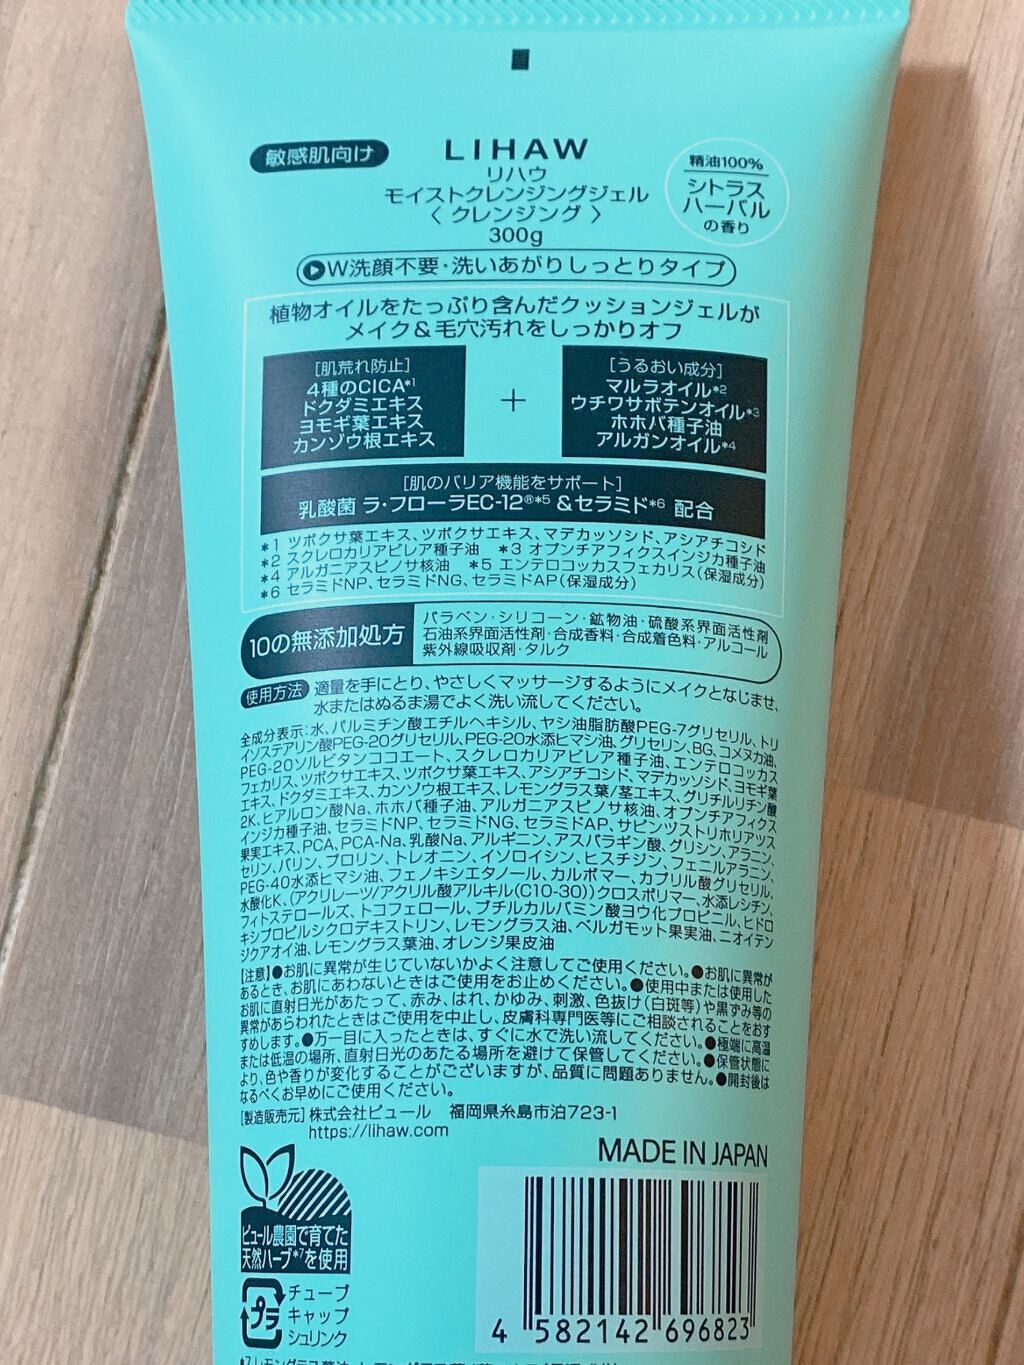 敏感肌向け
LIHAW
リハウ
モイストクレンジングジェル
〈 クレンジング 〉
300g
精油100%
シトラス
ハーバル
の香り
W洗顔不要・洗いあがりしっとりタイプ
植物オイルをたっぷり含んだクッションジェルが
メイク＆毛穴汚れをしっかりオフ
[肌荒れ防止]
4種のCICA*1
ドクダミエキス
ヨモギ葉エキス
カンゾウ根エキス
+
[うるおい成分]
マルラオイル*2
ウチワサボテンオイル*3
ホホバ種子油
アルガンオイル*4
[肌のバリア機能をサポート]
乳酸菌 ラ・フローラEC-12®*5 ＆セラミド*6 配合
*1 ツボクサ葉エキス、ツボクサエキス、マデカッソシド、アシアチコシド
*2 スクレロカリアビレア種子油 *3 オプンチアフィクスインジカ種子油
*4 アルガニアスピノサ核油 *5 エンテロコッカスフェカリス(保湿成分)
*6 セラミドNP、セラミドNG、セラミドAP(保湿成分)
10の無添加処方
パラベン・シリコーン・鉱物油・硫酸系界面活性剤
石油系界面活性剤・合成香料・合成着色料・アルコール
紫外線吸収剤・タルク
使用方法
適量を手にとり、やさしくマッサージするようにメイクとなじませ、
水またはぬるま湯でよく洗い流してください。
全成分表示：水、パルミチン酸エチルヘキシル、ヤシ油脂肪酸PEG-7グリセリル、トリ
イソステアリン酸PEG-20グリセリル、PEG-20水添ヒマシ油、グリセリン、BG、コメヌカ油、
PEG-20ソルビタンココエート、スクレロカリアビレア種子油、エンテロコッカス
フェカリス、ツボクサエキス、ツボクサ葉エキス、アシアチコシド、マデカッソシド、ヨモギ葉
エキス、ドクダミエキス、カンゾウ根エキス、レモングラス葉/茎エキス、グリチルリチン酸
2K、ヒアルロン酸Na、ホホバ種子油、アルガニアスピノサ核油、オプンチアフィクス
インジカ種子油、セラミドNP、セラミドNG、セラミドAP、サピンヅストリホリアツス
果実エキス、PCA、PCA-Na、乳酸Na、アルギニン、アスパラギン酸、グリシン、アラニン、
セリン、バリン、プロリン、トレオニン、イソロイシン、ヒスチジン、フェニルアラニン、
PEG-40水添ヒマシ油、フェノキシエタノール、カルボマー、カプリル酸グリセリル、
水酸化K、(アクリレーツ/アクリル酸アルキル(C10-30))クロスポリマー、水添レシチン、
フィトステロールズ、トコフェロール、ブチルカルバミン酸ヨウ化プロピニル、ヒドロ
キシプロピルシクロデキストリン、レモングラス油、ベルガモット果実油、ニオイテン
ジクアオイ油、レモングラス葉油、オレンジ果皮油
【注意】●お肌に異常が生じていないかよく注意してご使用ください。●お肌に異常が
あるとき、お肌にあわないときはご使用をお止めください。●使用中または使用した
お肌に直射日光があたって、赤み、はれ、かゆみ、刺激、色抜け(白斑等)や黒ずみ等の
異常があらわれたときはご使用を中止し、皮膚科専門医等にご相談されることをおす
すめします。●万一目に入ったときは、すぐに水で洗い流してください。●極端に高温
または低温の場所、直射日光のあたる場所を避けて保管してください。●保管状態に
より、色や香りが変化することがございますが、品質に問題ありません。●開封後は
なるべくお早めにご使用ください。
[製造販売元] 株式会社ピュール 福岡県糸島市泊723-1
https://lihaw.com
MADE IN JAPAN
ピュール農園で育てた
天然ハーブ*7を使用
プラ
チューブ
キャップ
シュリンク
4 582142 696823